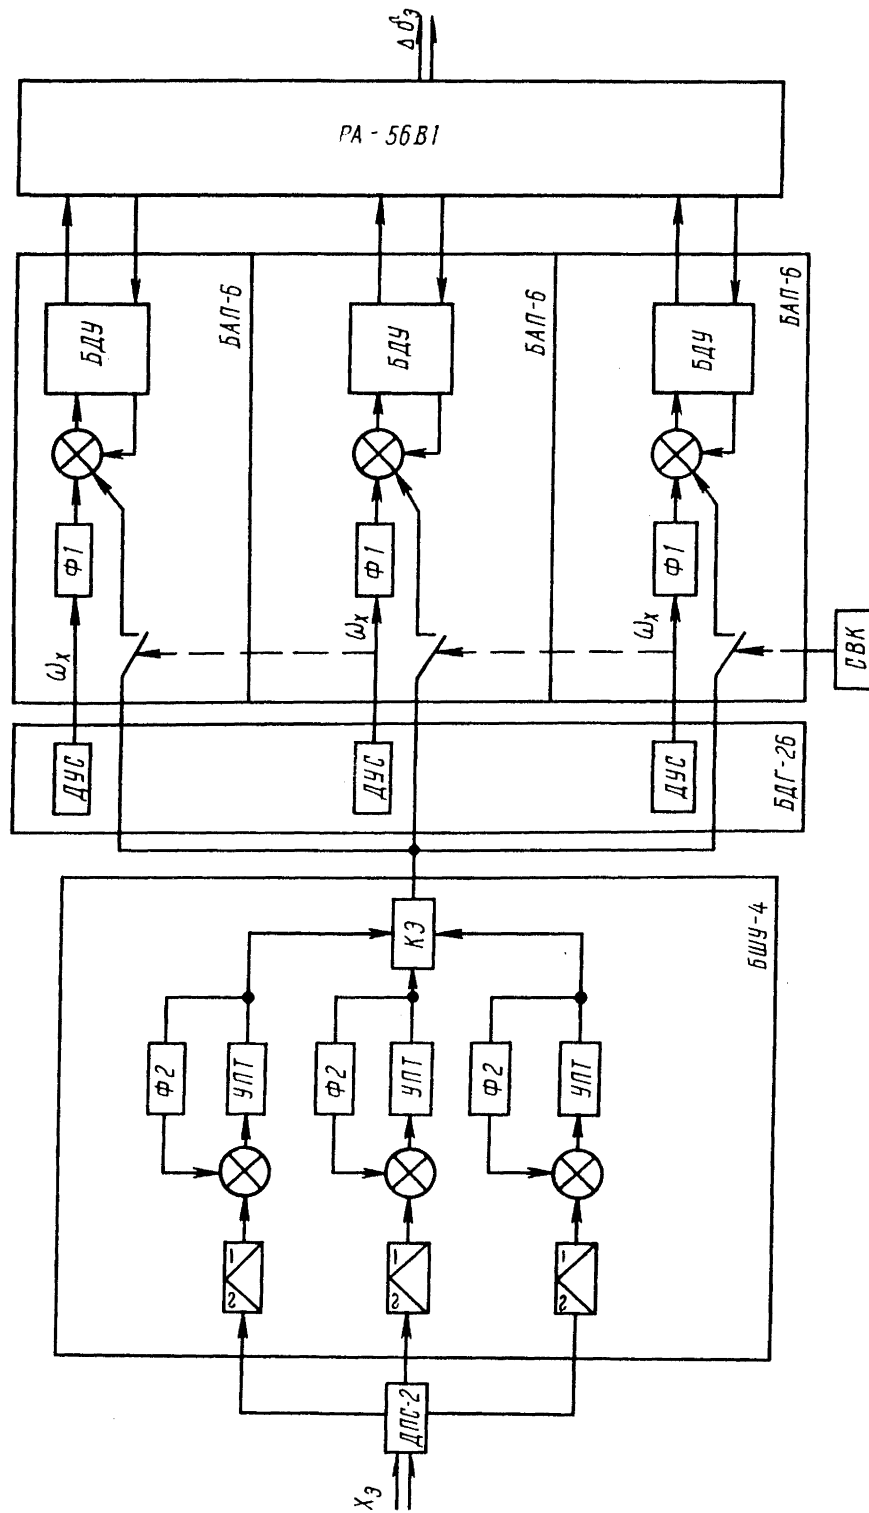 Xэ
ДПС-2
2 1
2 1
2 1
Ф2
УПТ
Ф2
УПТ
Ф2
УПТ
КЭ
БШУ-4
ДУС
ДУС
ДУС
БДГ-26
ωx
ωx
ωx
СВК
Ф1
Ф1
Ф1
БДУ
БДУ
БДУ
БАП-6
БАП-6
БАП-6
РА-56В1
Δδэ